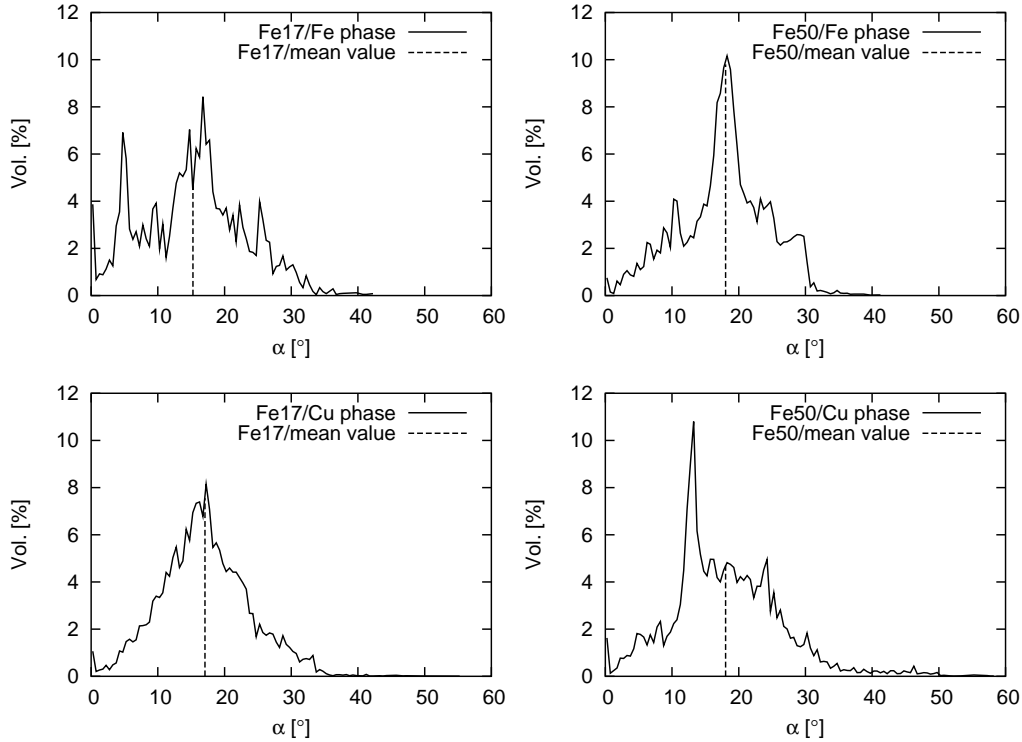 Fe17/Fe phase
Fe17/mean value
Vol. [%]
12
10
8
6
4
2
0
0 10 20 30 40 50 60
α [°]
Fe50/Fe phase
Fe50/mean value
Vol. [%]
12
10
8
6
4
2
0
0 10 20 30 40 50 60
α [°]
Fe17/Cu phase
Fe17/mean value
Vol. [%]
12
10
8
6
4
2
0
0 10 20 30 40 50 60
α [°]
Fe50/Cu phase
Fe50/mean value
Vol. [%]
12
10
8
6
4
2
0
0 10 20 30 40 50 60
α [°]